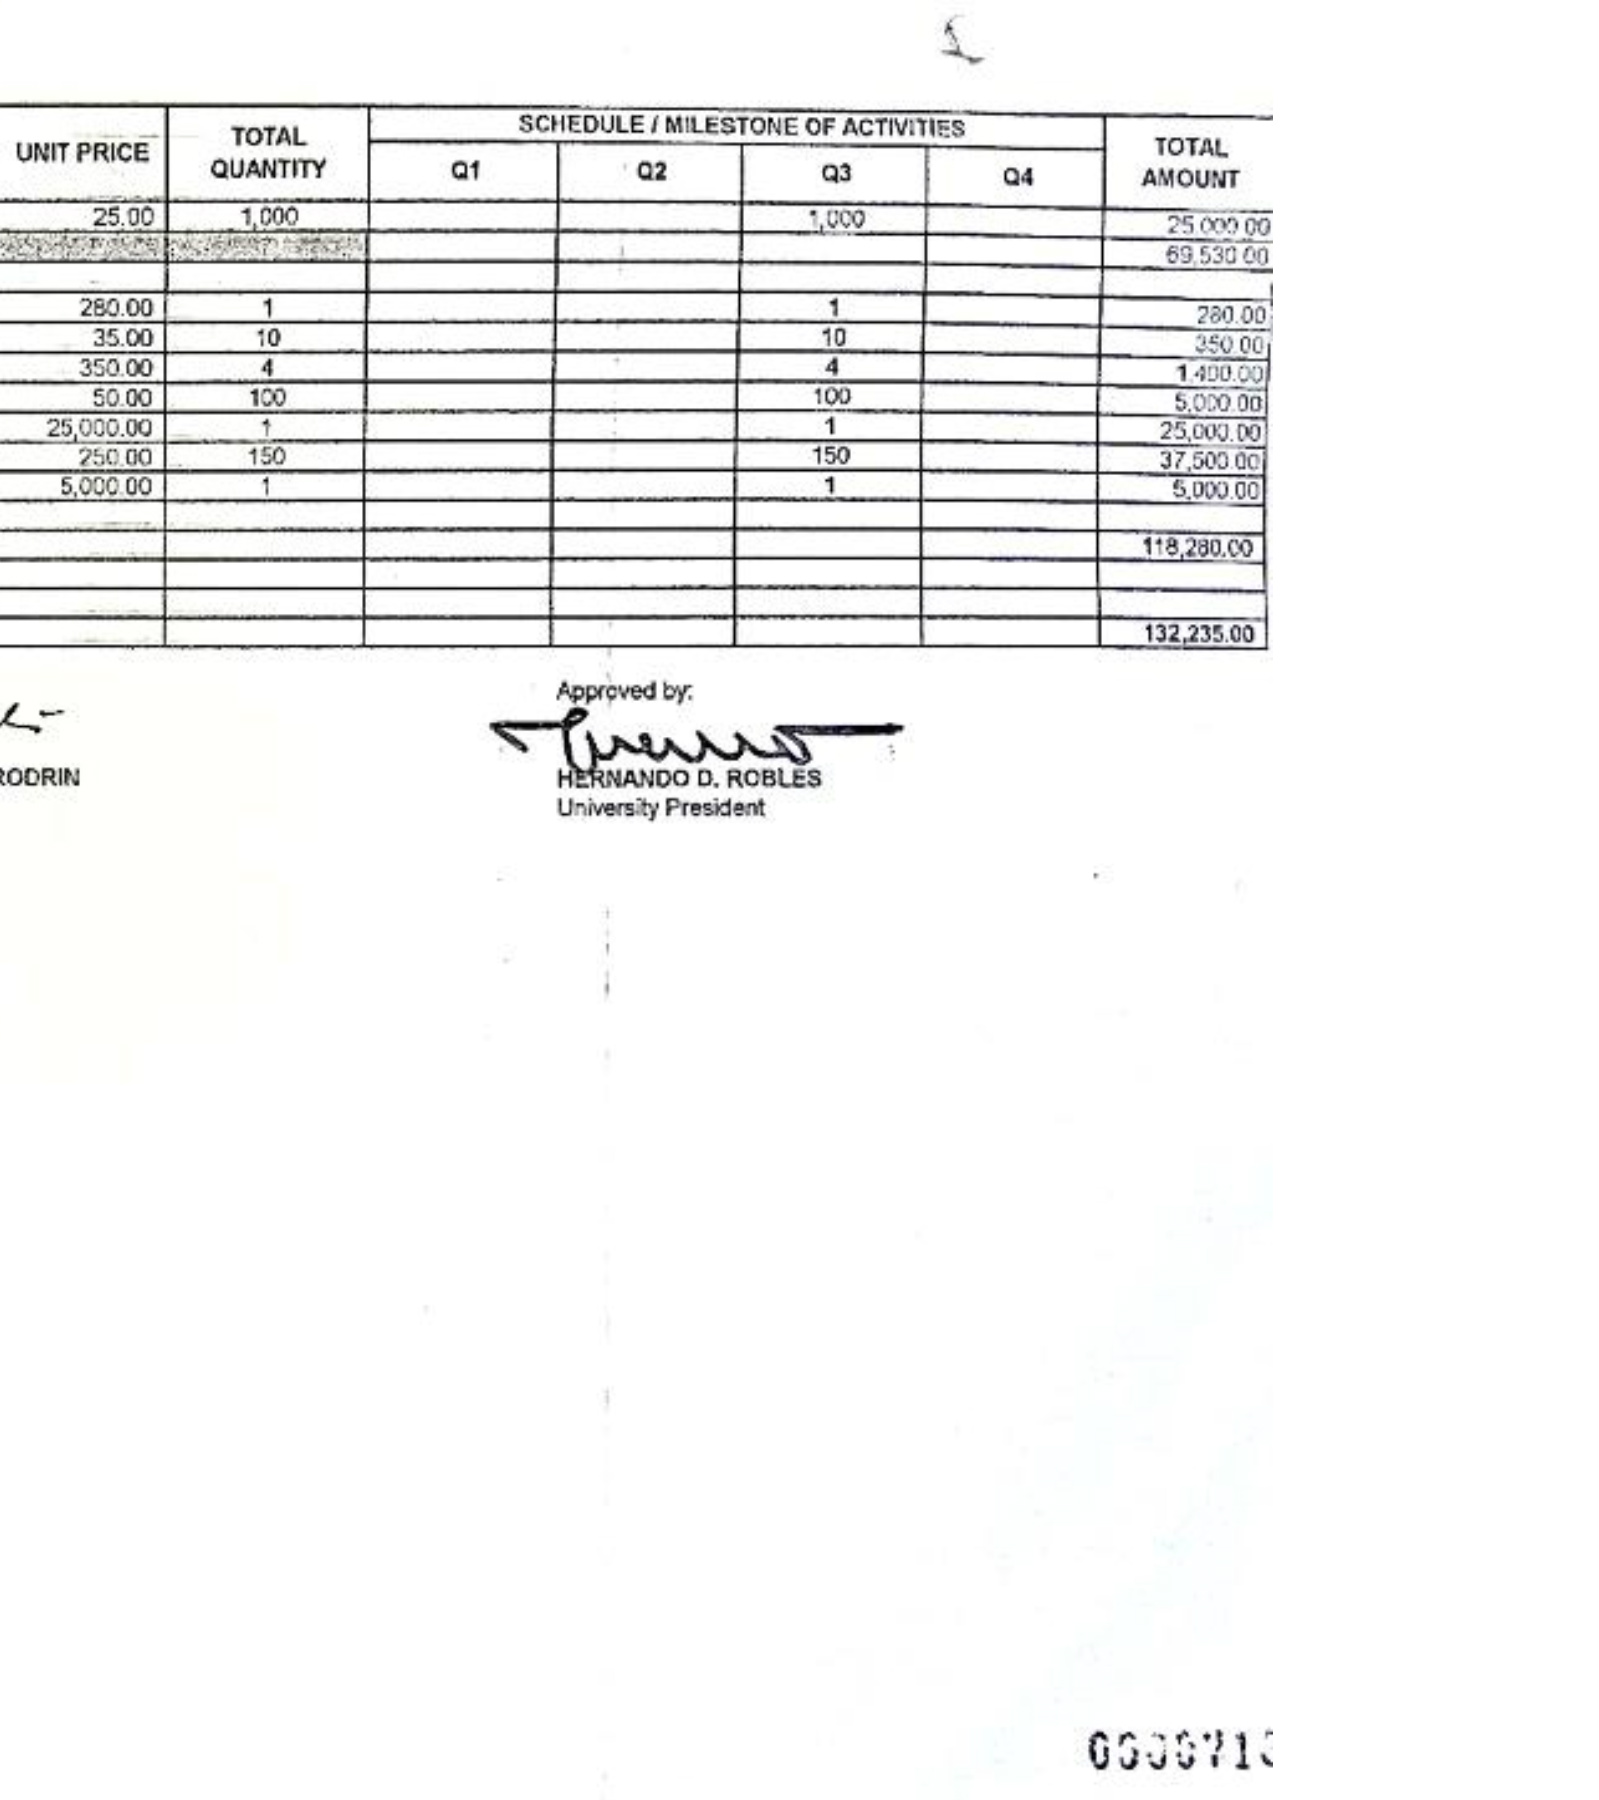 UNIT PRICE TOTAL QUANTITY SCHEDULE / MILESTONE OF ACTIVITIES TOTAL AMOUNT
Q1 Q2 Q3 Q4
25.00 1,000 1,000 25,000.00
69,530.00
280.00 1 1 280.00
35.00 10 10 350.00
350.00 4 4 1,400.00
50.00 100 100 5,000.00
25,000.00 1 1 25,000.00
250.00 150 150 37,500.00
5,000.00 1 1 5,000.00
118,280.00
132,235.00
Approved by:
RODRIN HERNANDO D. ROBLES
University President